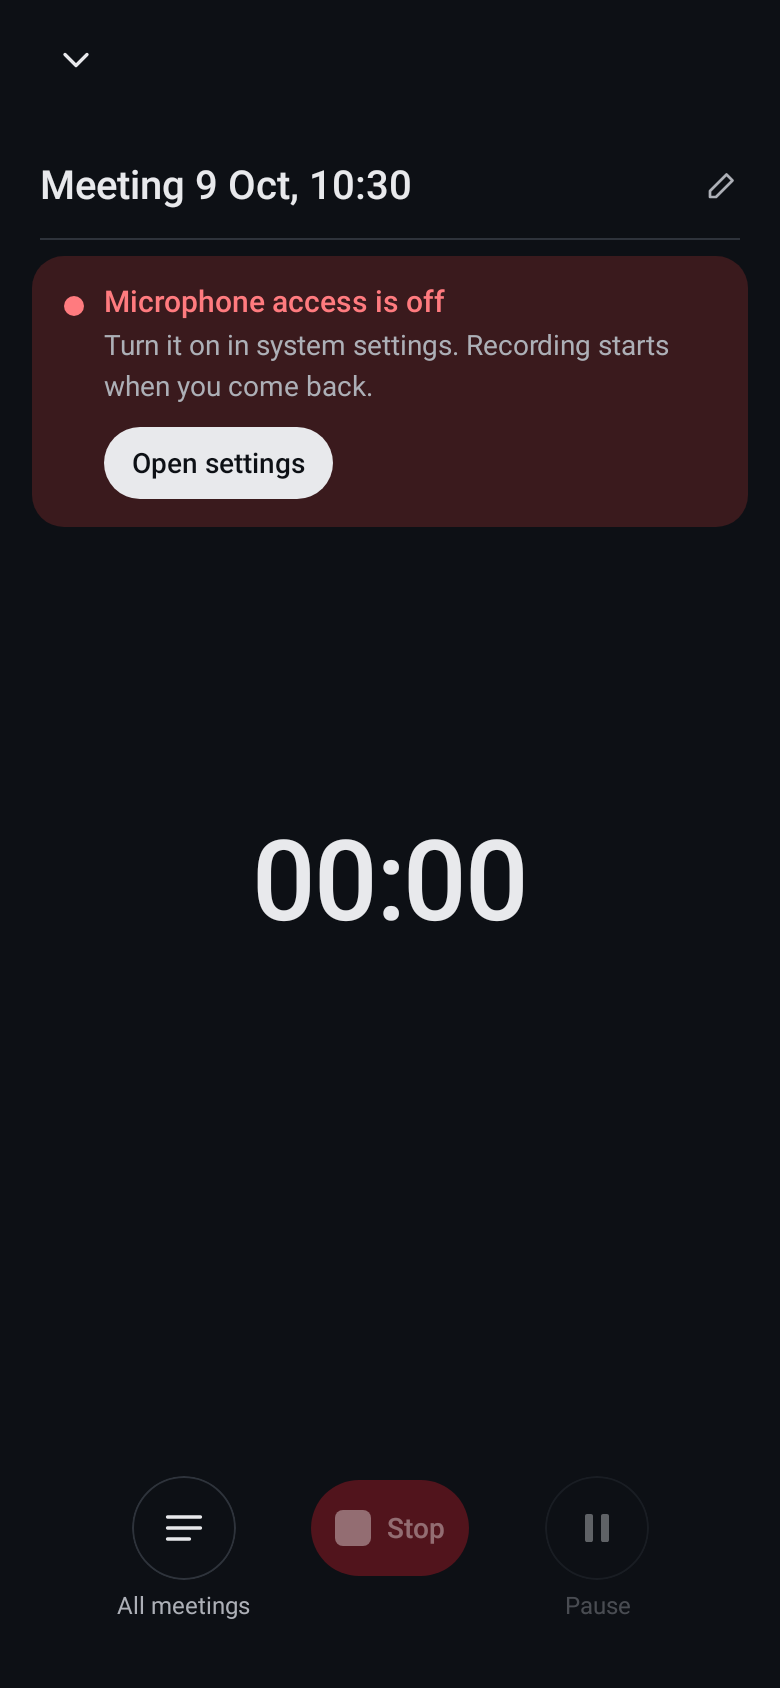 Meeting 9 Oct, 10:30
Microphone access is off
Turn it on in system settings. Recording starts
when you come back.
Open settings
00:00
Stop
All meetings
Pause